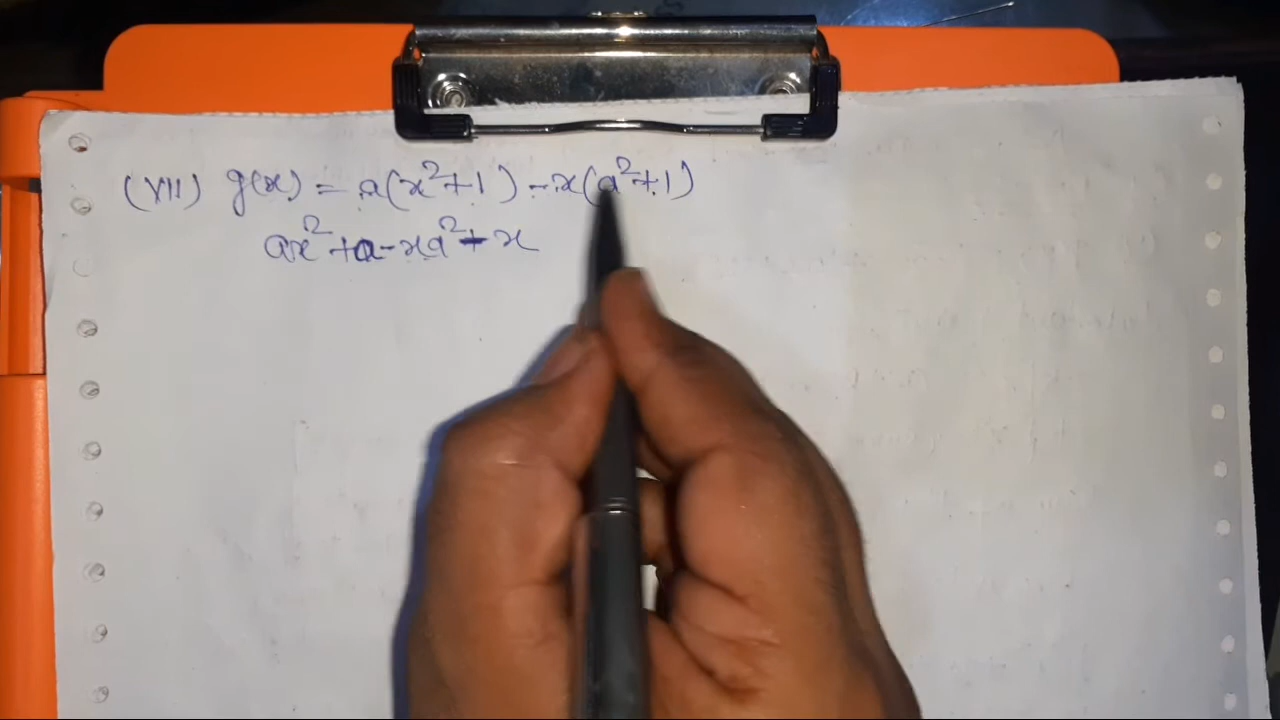 (VII) g(x) = a(x²+1) - x(a²+1)
ax²+a-xa²-x